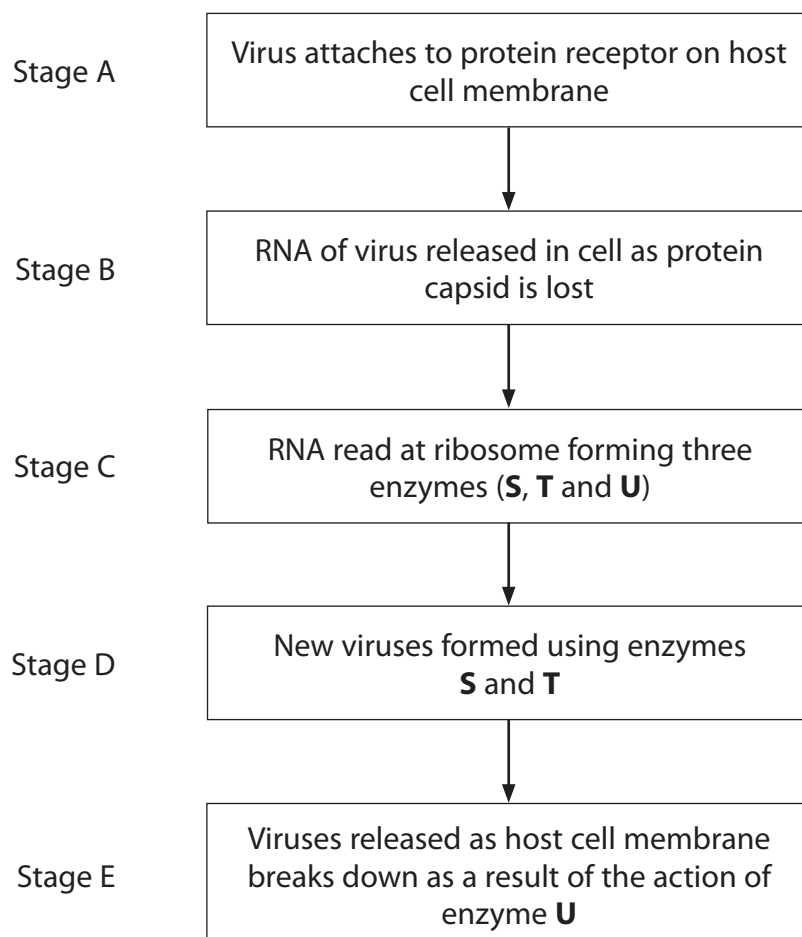 Stage A
Virus attaches to protein receptor on host
cell membrane
Stage B
RNA of virus released in cell as protein
capsid is lost
Stage C
RNA read at ribosome forming three
enzymes (S, T and U)
Stage D
New viruses formed using enzymes
S and T
Stage E
Viruses released as host cell membrane
breaks down as a result of the action of
enzyme U